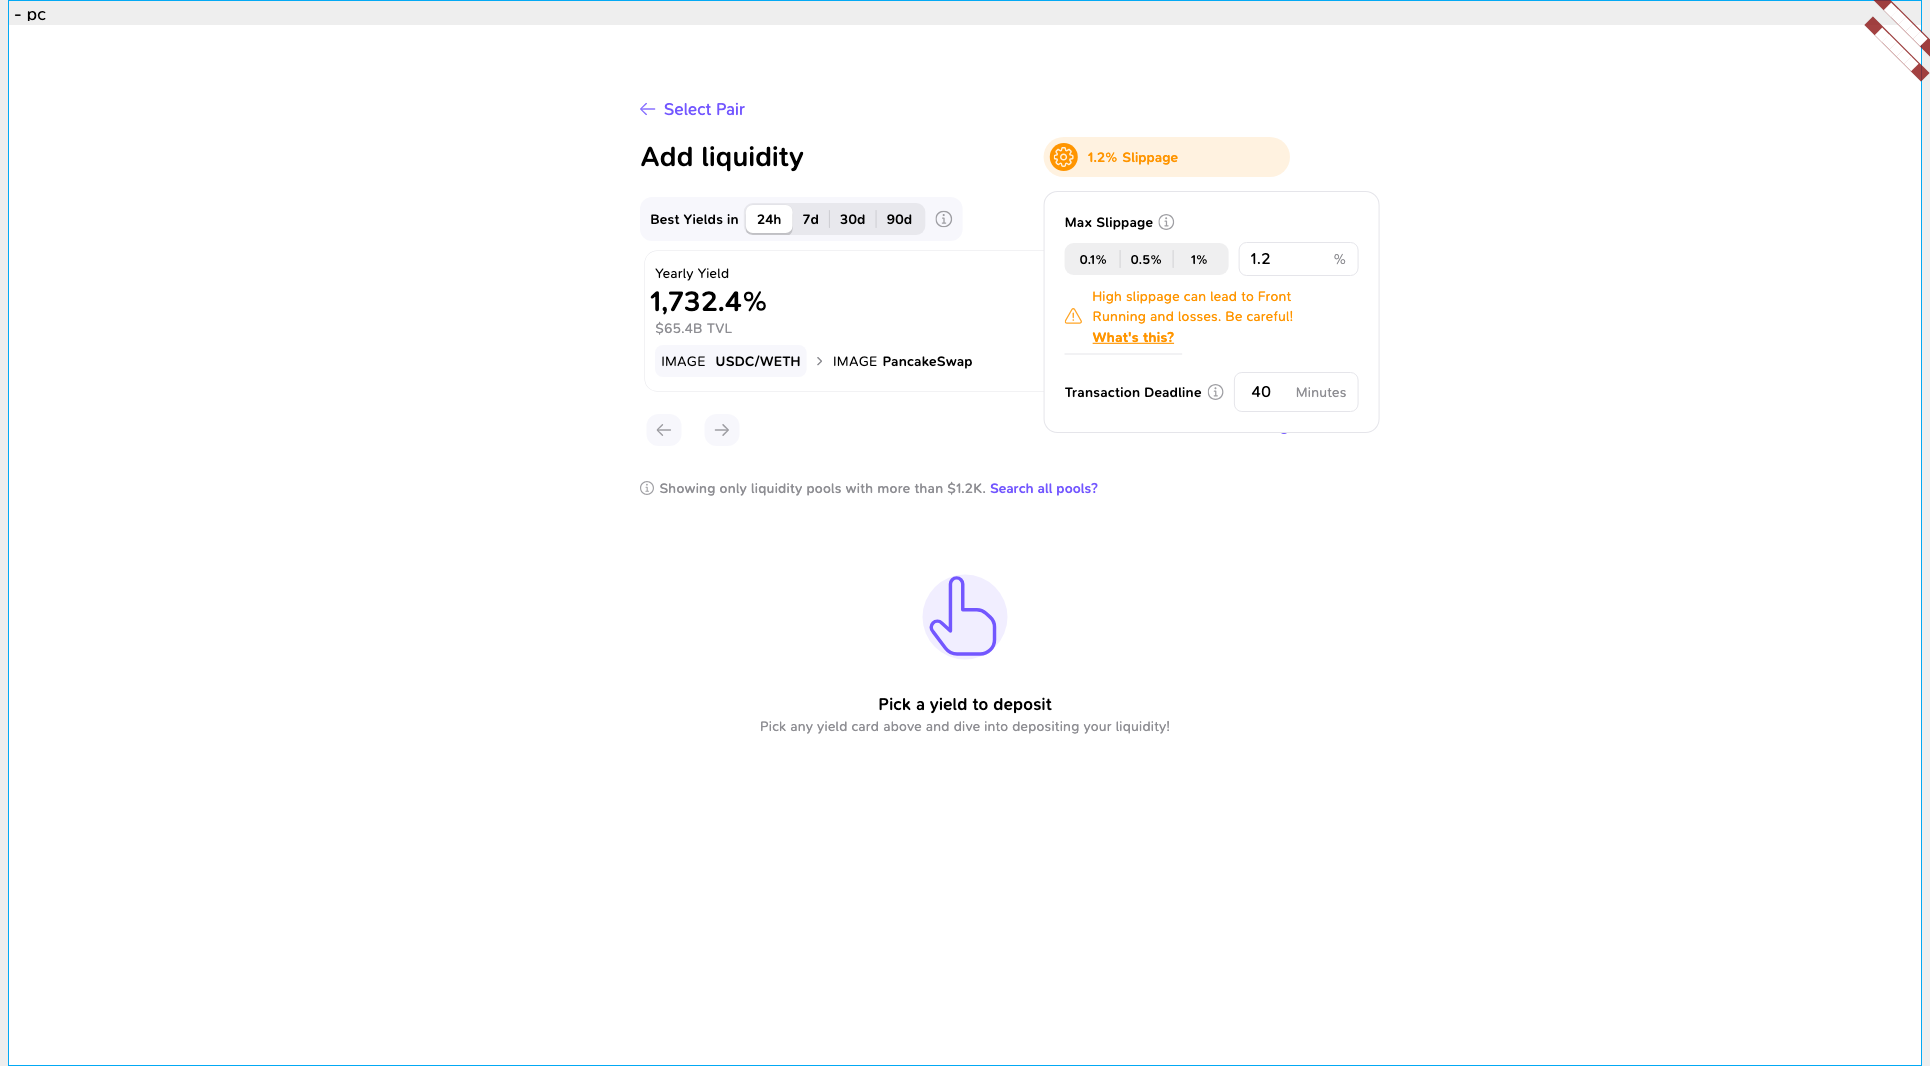 - pc
Select Pair
Add liquidity
1.2% Slippage
Best Yields in 24h 7d 30d 90d
Max Slippage
0.1% 0.5% 1% 1.2 %
High slippage can lead to Front
Running and losses. Be careful!
What's this?
Transaction Deadline 40 Minutes
Yearly Yield
1,732.4%
$65.4B TVL
IMAGE USDC/WETH > IMAGE PancakeSwap
Showing only liquidity pools with more than $1.2K. Search all pools?
Pick a yield to deposit
Pick any yield card above and dive into depositing your liquidity!